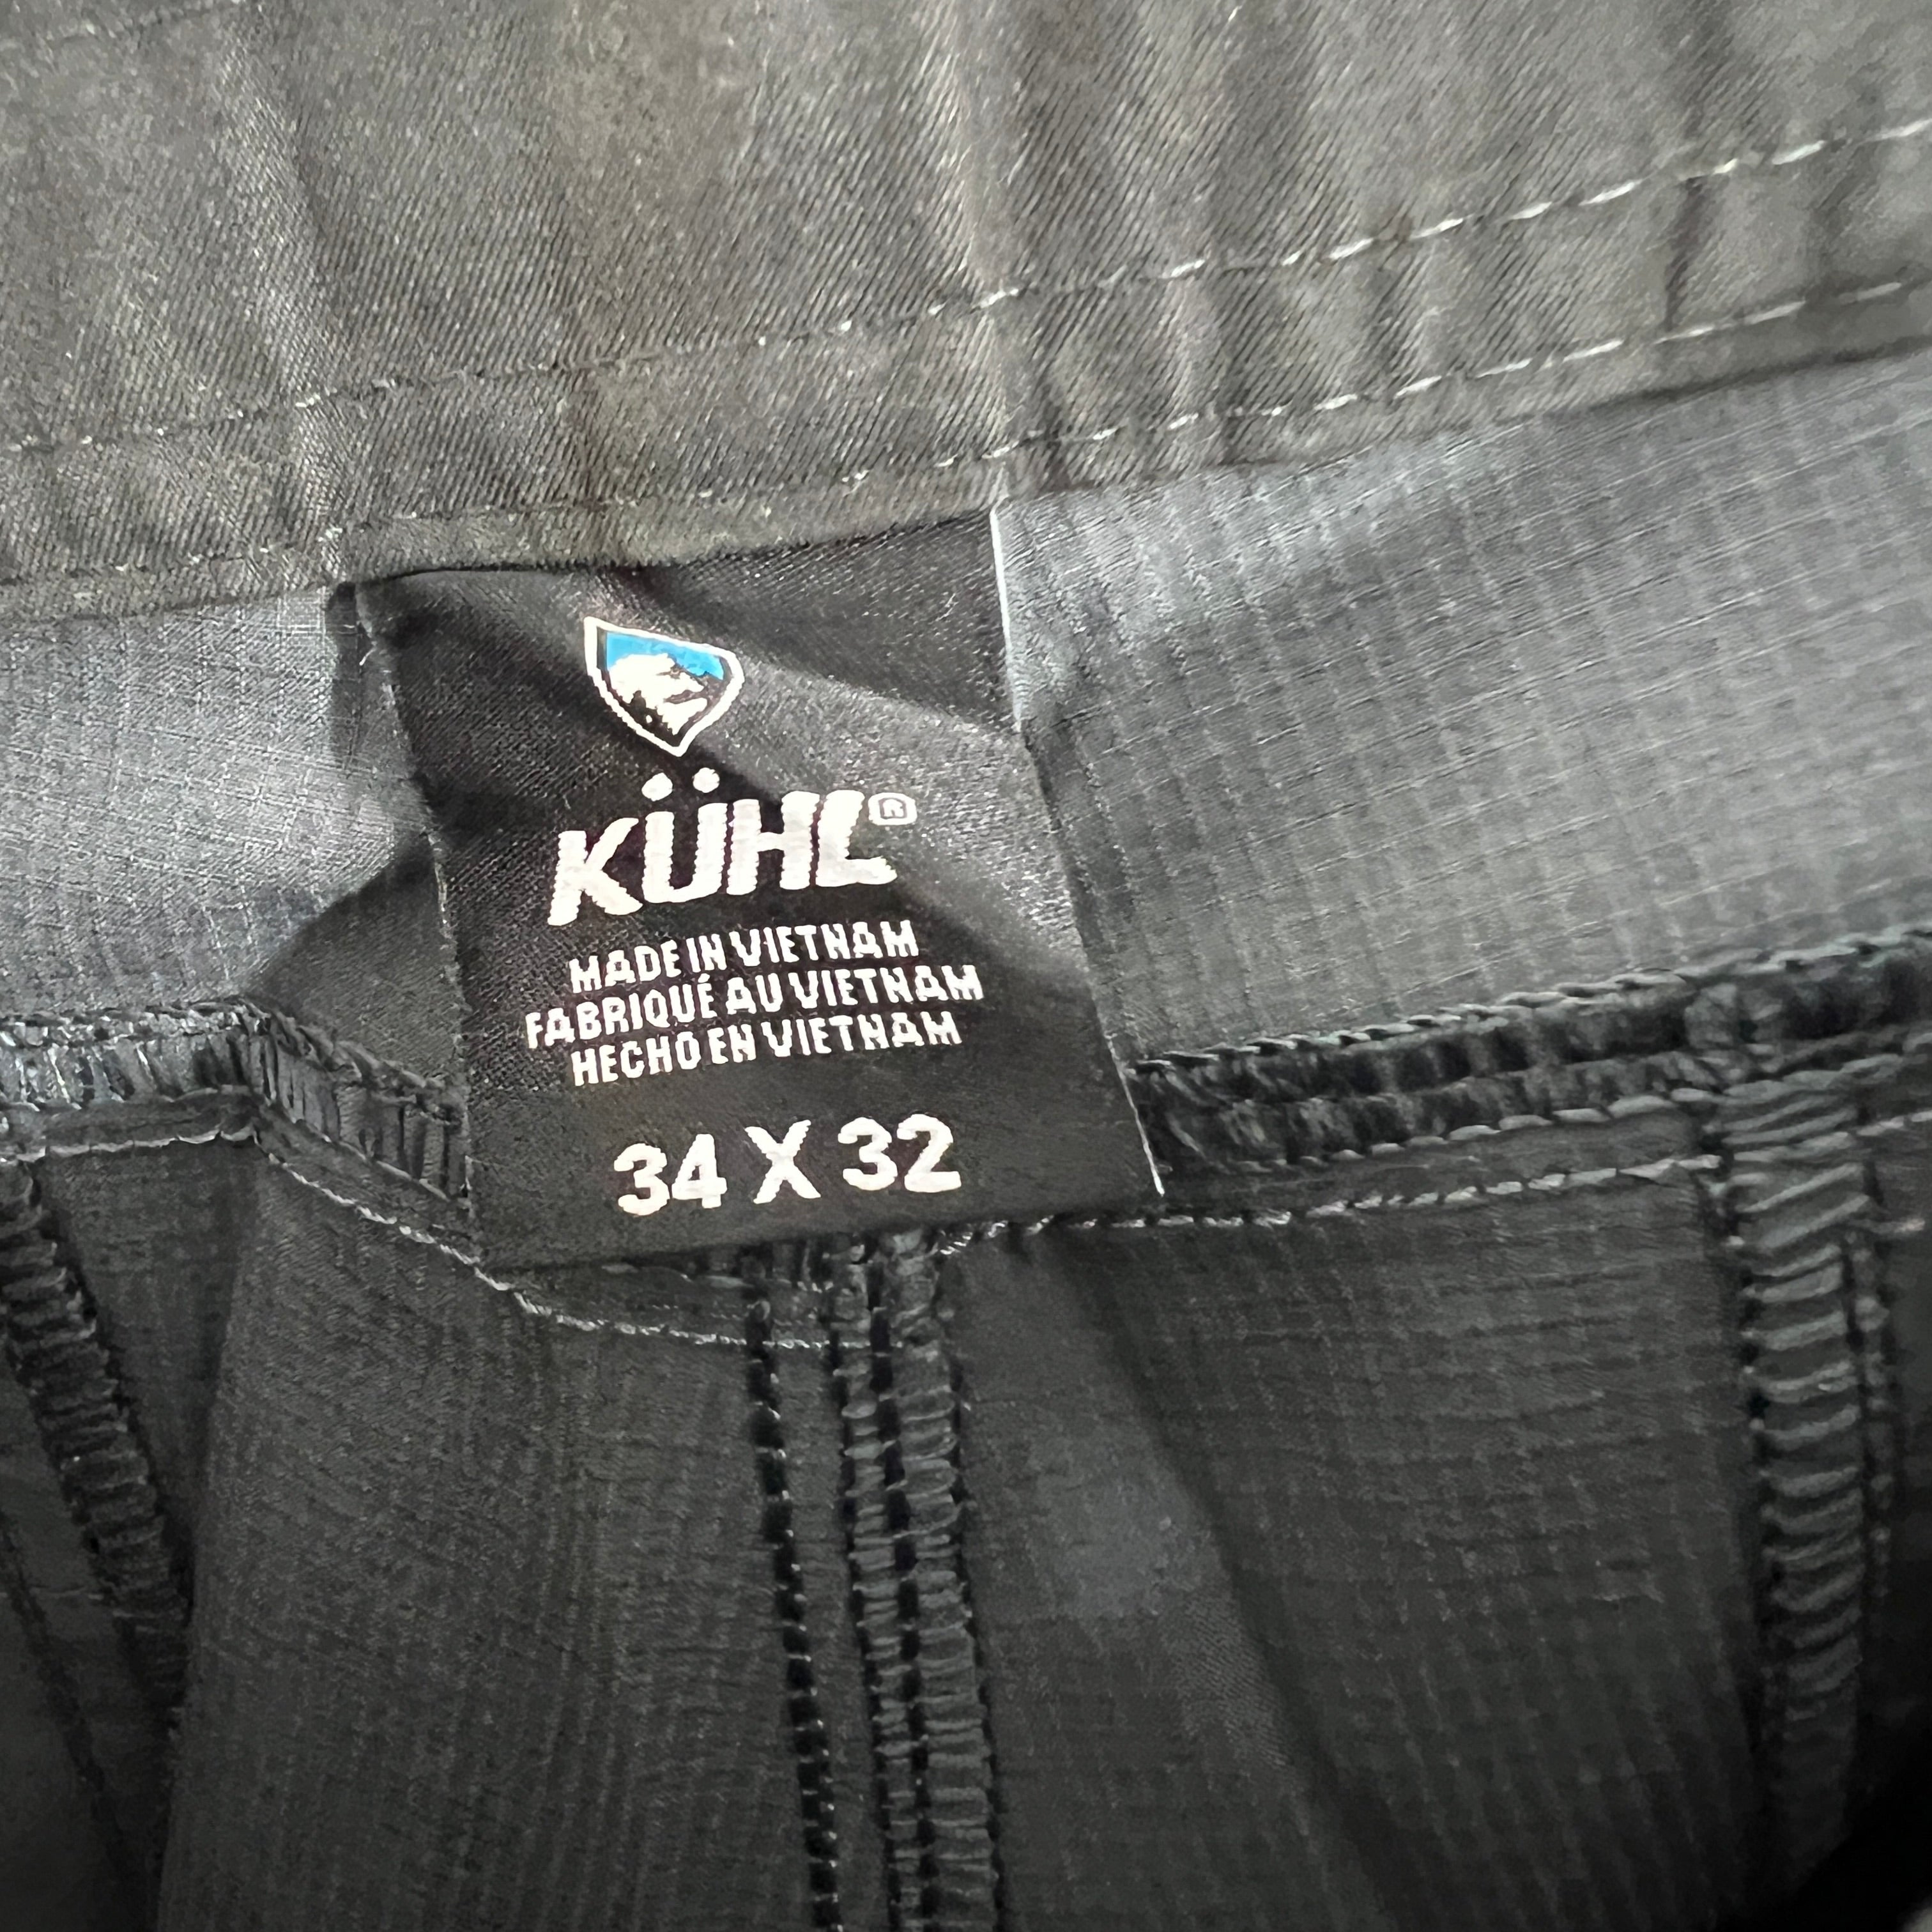 KÜHL®
MADE IN VIETNAM
FABRIQUÉ AU VIETNAM
HECHO EN VIETNAM
34 X 32